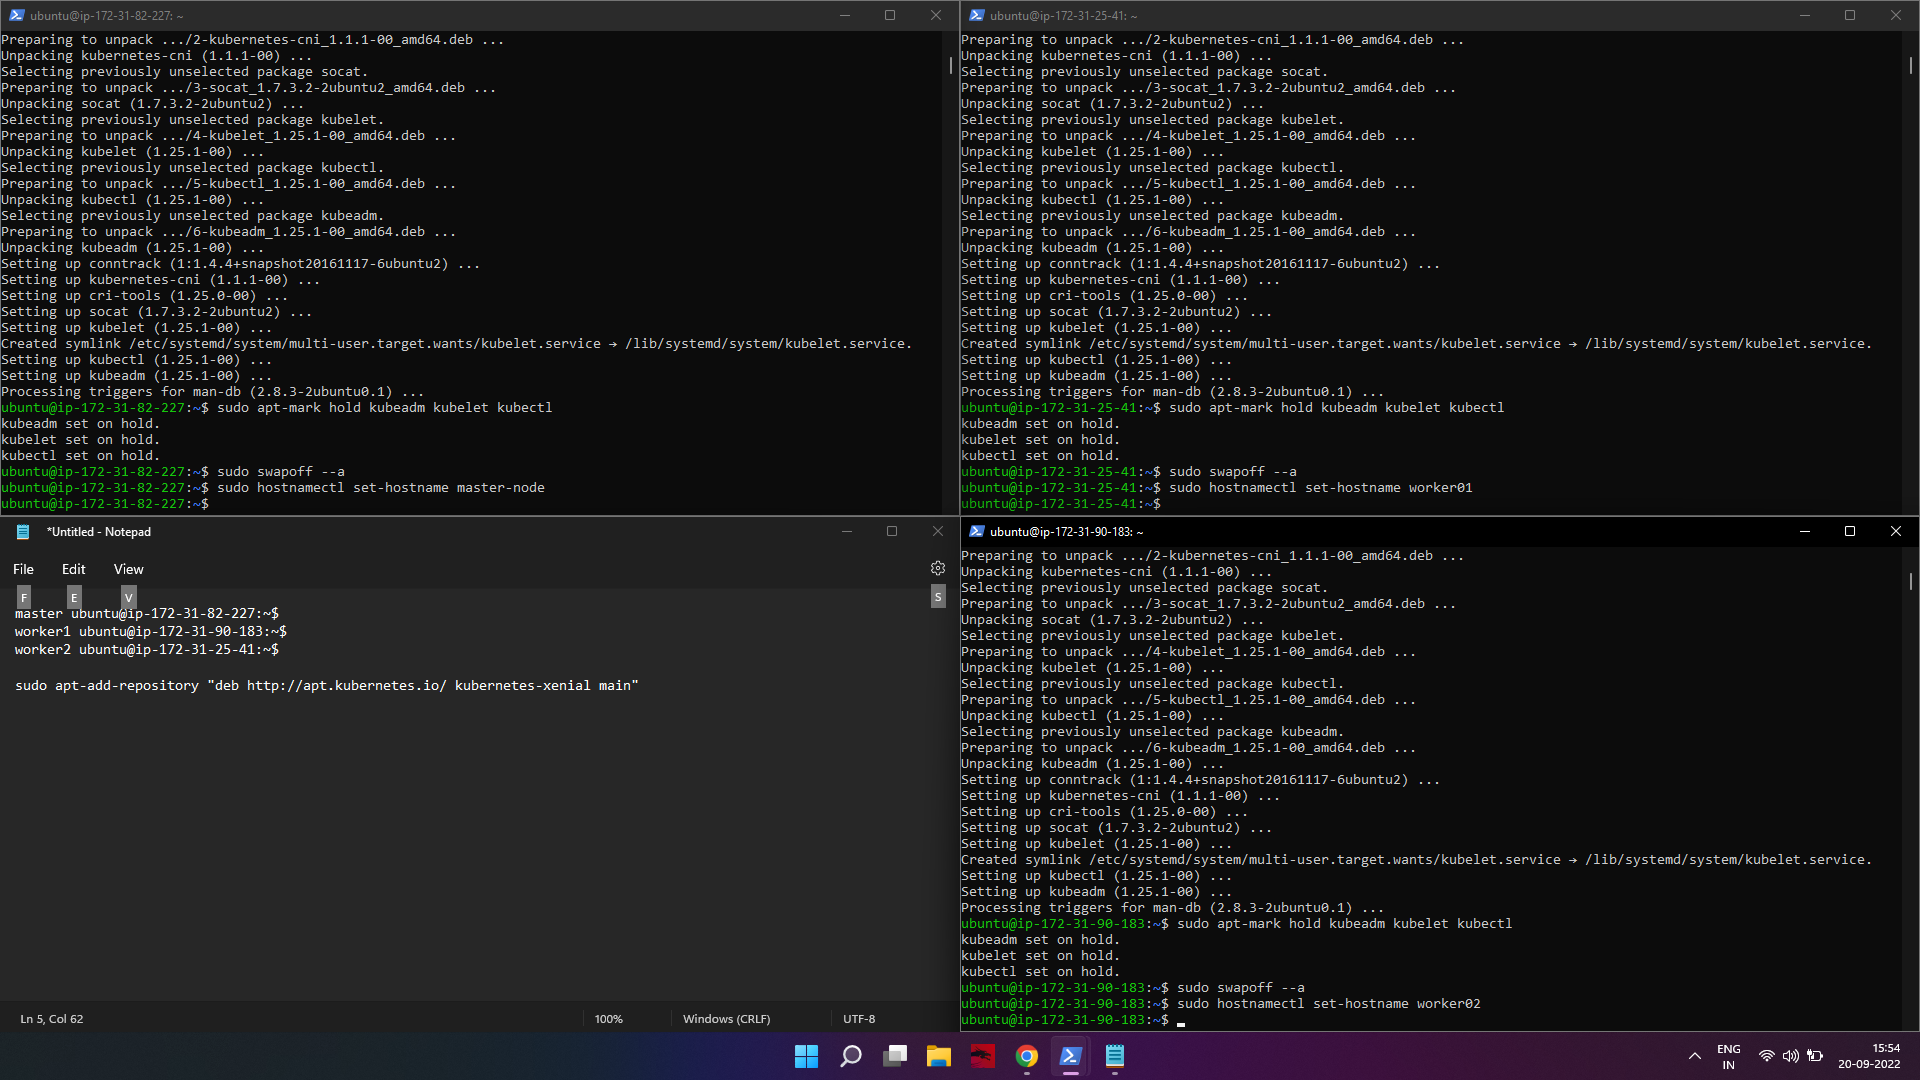 ubuntu@ip-172-31-82-227: ~
Preparing to unpack .../2-kubernetes-cni_1.1.1-00_amd64.deb ...
Unpacking kubernetes-cni (1.1.1-00) ...
Selecting previously unselected package socat.
Preparing to unpack .../3-socat_1.7.3.2-2ubuntu2_amd64.deb ...
Unpacking socat (1.7.3.2-2ubuntu2) ...
Selecting previously unselected package kubelet.
Preparing to unpack .../4-kubelet_1.25.1-00_amd64.deb ...
Unpacking kubelet (1.25.1-00) ...
Selecting previously unselected package kubectl.
Preparing to unpack .../5-kubectl_1.25.1-00_amd64.deb ...
Unpacking kubectl (1.25.1-00) ...
Selecting previously unselected package kubeadm.
Preparing to unpack .../6-kubeadm_1.25.1-00_amd64.deb ...
Unpacking kubeadm (1.25.1-00) ...
Setting up conntrack (1:1.4.4+snapshot20161117-6ubuntu2) ...
Setting up kubernetes-cni (1.1.1-00) ...
Setting up cri-tools (1.25.0-00) ...
Setting up socat (1.7.3.2-2ubuntu2) ...
Setting up kubelet (1.25.1-00) ...
Created symlink /etc/systemd/system/multi-user.target.wants/kubelet.service → /lib/systemd/system/kubelet.service.
Setting up kubectl (1.25.1-00) ...
Setting up kubeadm (1.25.1-00) ...
Processing triggers for man-db (2.8.3-2ubuntu0.1) ...
ubuntu@ip-172-31-82-227:~$ sudo apt-mark hold kubeadm kubelet kubectl
kubeadm set on hold.
kubelet set on hold.
kubectl set on hold.
ubuntu@ip-172-31-82-227:~$ sudo swapoff --a
ubuntu@ip-172-31-82-227:~$ sudo hostnamectl set-hostname master-node
ubuntu@ip-172-31-82-227:~$
ubuntu@ip-172-31-25-41: ~
Preparing to unpack .../2-kubernetes-cni_1.1.1-00_amd64.deb ...
Unpacking kubernetes-cni (1.1.1-00) ...
Selecting previously unselected package socat.
Preparing to unpack .../3-socat_1.7.3.2-2ubuntu2_amd64.deb ...
Unpacking socat (1.7.3.2-2ubuntu2) ...
Selecting previously unselected package kubelet.
Preparing to unpack .../4-kubelet_1.25.1-00_amd64.deb ...
Unpacking kubelet (1.25.1-00) ...
Selecting previously unselected package kubectl.
Preparing to unpack .../5-kubectl_1.25.1-00_amd64.deb ...
Unpacking kubectl (1.25.1-00) ...
Selecting previously unselected package kubeadm.
Preparing to unpack .../6-kubeadm_1.25.1-00_amd64.deb ...
Unpacking kubeadm (1.25.1-00) ...
Setting up conntrack (1:1.4.4+snapshot20161117-6ubuntu2) ...
Setting up kubernetes-cni (1.1.1-00) ...
Setting up cri-tools (1.25.0-00) ...
Setting up socat (1.7.3.2-2ubuntu2) ...
Setting up kubelet (1.25.1-00) ...
Created symlink /etc/systemd/system/multi-user.target.wants/kubelet.service → /lib/systemd/system/kubelet.service.
Setting up kubectl (1.25.1-00) ...
Setting up kubeadm (1.25.1-00) ...
Processing triggers for man-db (2.8.3-2ubuntu0.1) ...
ubuntu@ip-172-31-25-41:~$ sudo apt-mark hold kubeadm kubelet kubectl
kubeadm set on hold.
kubelet set on hold.
kubectl set on hold.
ubuntu@ip-172-31-25-41:~$ sudo swapoff --a
ubuntu@ip-172-31-25-41:~$ sudo hostnamectl set-hostname worker01
ubuntu@ip-172-31-25-41:~$
*Untitled - Notepad
File Edit View
F E V S
master ubuntu@ip-172-31-82-227:~$
worker1 ubuntu@ip-172-31-90-183:~$
worker2 ubuntu@ip-172-31-25-41:~$
sudo apt-add-repository "deb http://apt.kubernetes.io/ kubernetes-xenial main"
Ln 5, Col 62 100% Windows (CRLF) UTF-8
ubuntu@ip-172-31-90-183: ~
Preparing to unpack .../2-kubernetes-cni_1.1.1-00_amd64.deb ...
Unpacking kubernetes-cni (1.1.1-00) ...
Selecting previously unselected package socat.
Preparing to unpack .../3-socat_1.7.3.2-2ubuntu2_amd64.deb ...
Unpacking socat (1.7.3.2-2ubuntu2) ...
Selecting previously unselected package kubelet.
Preparing to unpack .../4-kubelet_1.25.1-00_amd64.deb ...
Unpacking kubelet (1.25.1-00) ...
Selecting previously unselected package kubectl.
Preparing to unpack .../5-kubectl_1.25.1-00_amd64.deb ...
Unpacking kubectl (1.25.1-00) ...
Selecting previously unselected package kubeadm.
Preparing to unpack .../6-kubeadm_1.25.1-00_amd64.deb ...
Unpacking kubeadm (1.25.1-00) ...
Setting up conntrack (1:1.4.4+snapshot20161117-6ubuntu2) ...
Setting up kubernetes-cni (1.1.1-00) ...
Setting up cri-tools (1.25.0-00) ...
Setting up socat (1.7.3.2-2ubuntu2) ...
Setting up kubelet (1.25.1-00) ...
Created symlink /etc/systemd/system/multi-user.target.wants/kubelet.service → /lib/systemd/system/kubelet.service.
Setting up kubectl (1.25.1-00) ...
Setting up kubeadm (1.25.1-00) ...
Processing triggers for man-db (2.8.3-2ubuntu0.1) ...
ubuntu@ip-172-31-90-183:~$ sudo apt-mark hold kubeadm kubelet kubectl
kubeadm set on hold.
kubelet set on hold.
kubectl set on hold.
ubuntu@ip-172-31-90-183:~$ sudo swapoff --a
ubuntu@ip-172-31-90-183:~$ sudo hostnamectl set-hostname worker02
ubuntu@ip-172-31-90-183:~$
ENG
IN
15:54
20-09-2022